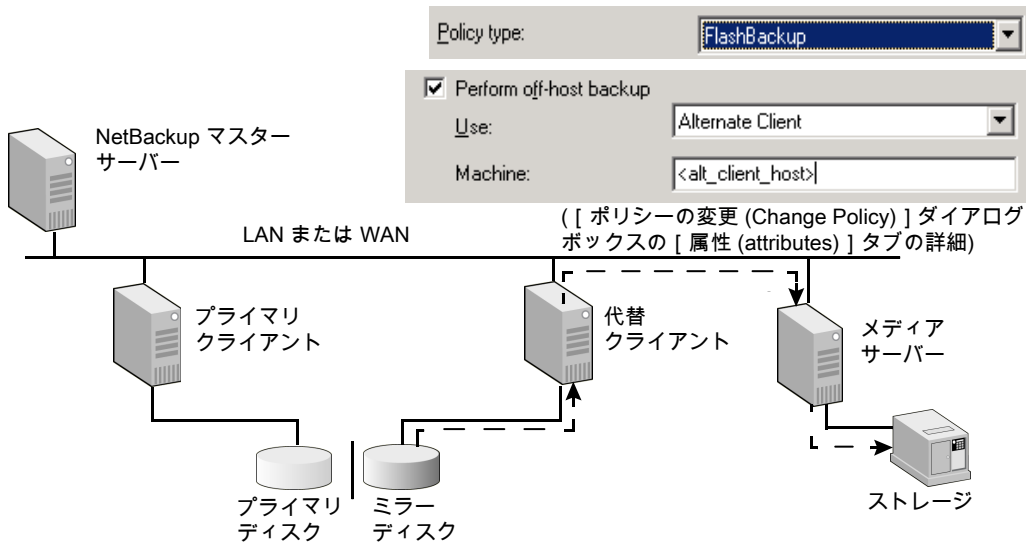 Policy type:
FlashBackup
Perform off-host backup
Use:
Alternate Client
Machine:
<alt_client_host>
NetBackup マスター
サーバー
([ ポリシーの変更 (Change Policy) ] ダイアログ
ボックスの [ 属性 (attributes) ] タブの詳細)
LAN または WAN
プライマリ
クライアント
代替
クライアント
メディア
サーバー
プライマリ
ディスク
ミラー
ディスク
ストレージ